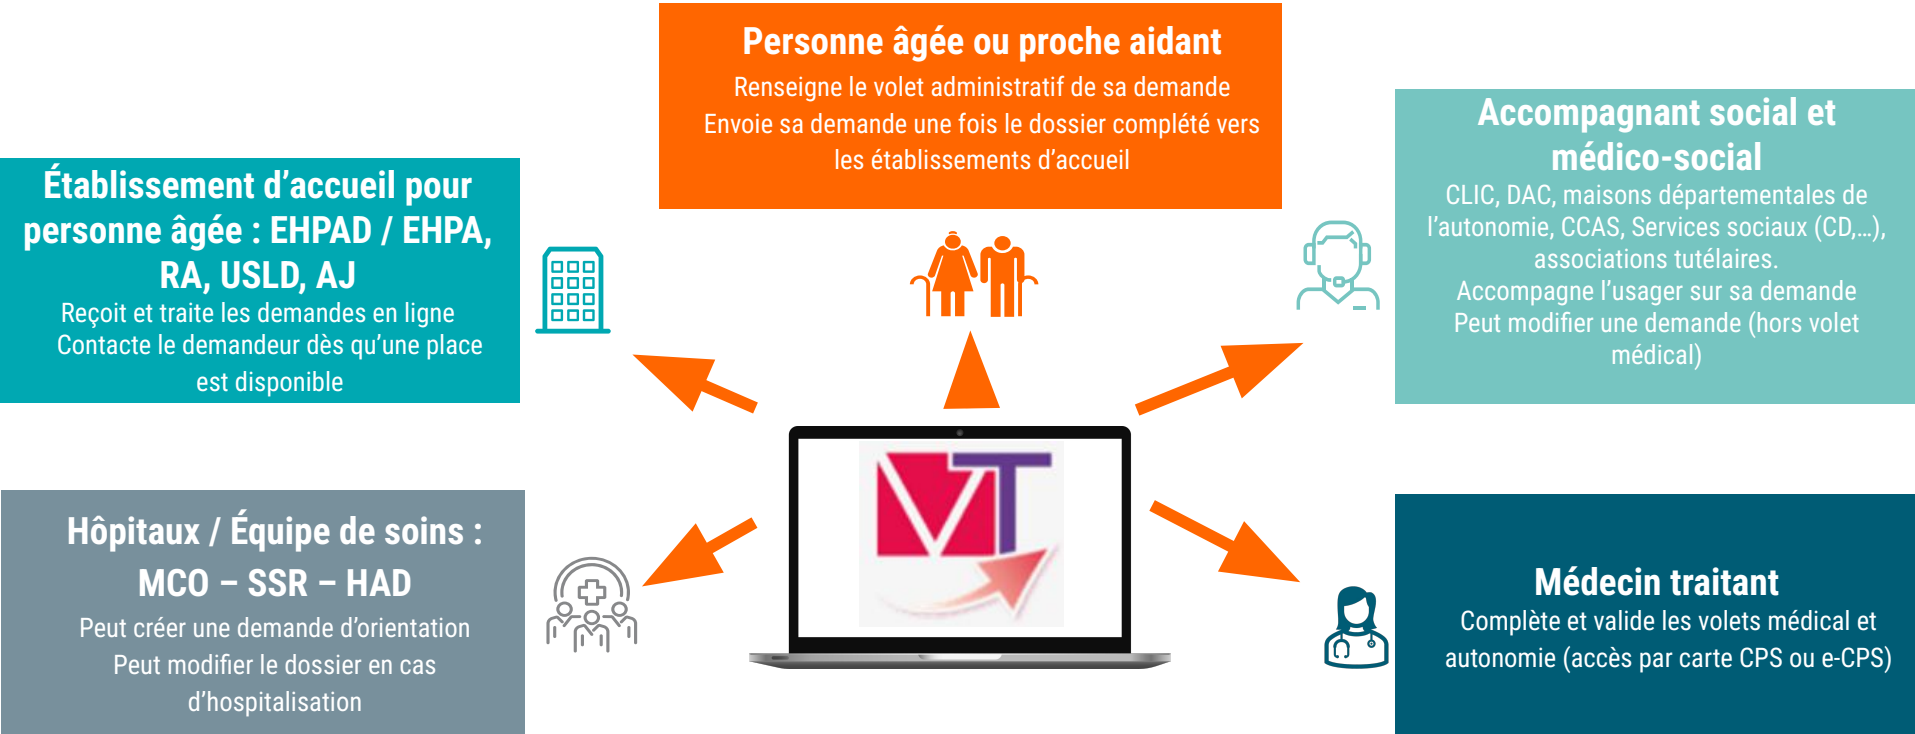 Personne âgée ou proche aidant
Renseigne le volet administratif de sa demande
Envoie sa demande une fois le dossier complété vers
les établissements d’accueil
Établissement d’accueil pour
personne âgée : EHPAD / EHPA,
RA, USLD, AJ
Reçoit et traite les demandes en ligne
Contacte le demandeur dès qu’une place
est disponible
Accompagnant social et
médico-social
CLIC, DAC, maisons départementales de
l’autonomie, CCAS, Services sociaux (CD,...),
associations tutélaires.
Accompagne l’usager sur sa demande
Peut modifier une demande (hors volet
médical)
VT
Hôpitaux / Équipe de soins :
MCO – SSR – HAD
Peut créer une demande d’orientation
Peut modifier le dossier en cas
d’hospitalisation
Médecin traitant
Complète et valide les volets médical et
autonomie (accès par carte CPS ou e-CPS)